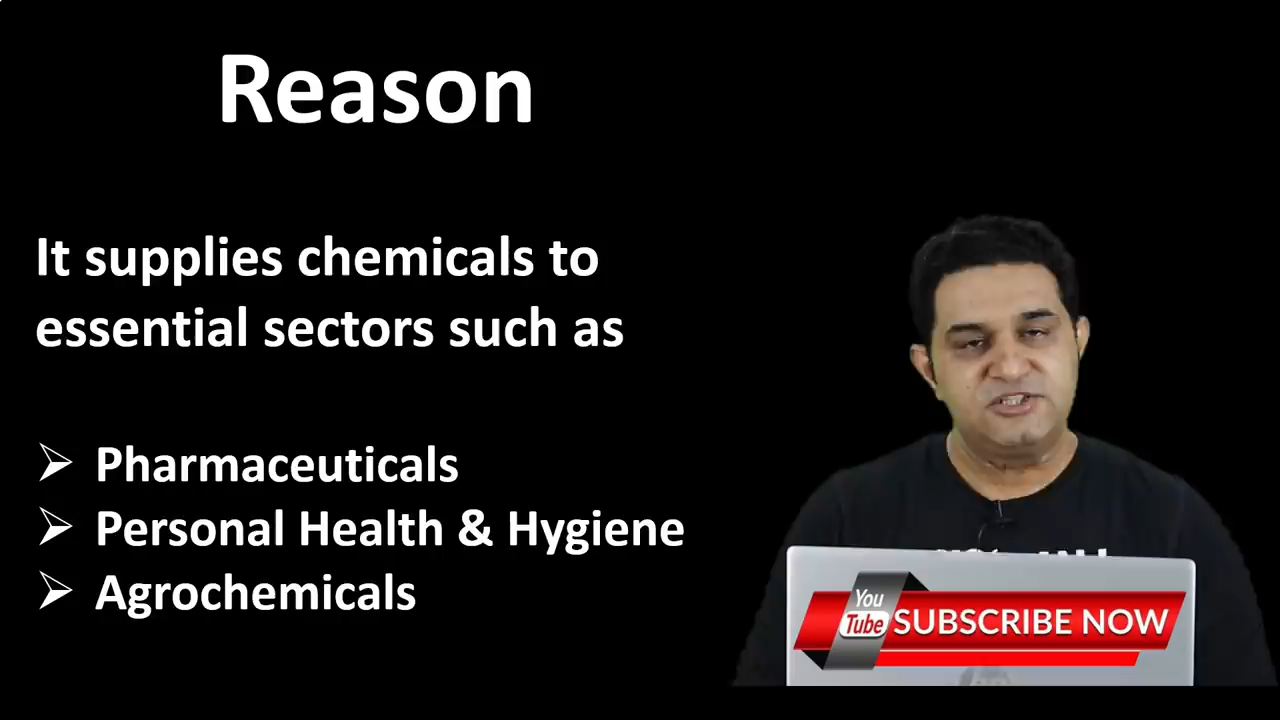 Reason
It supplies chemicals to
essential sectors such as
Pharmaceuticals
Personal Health & Hygiene
Agrochemicals
You
Tube
SUBSCRIBE NOW